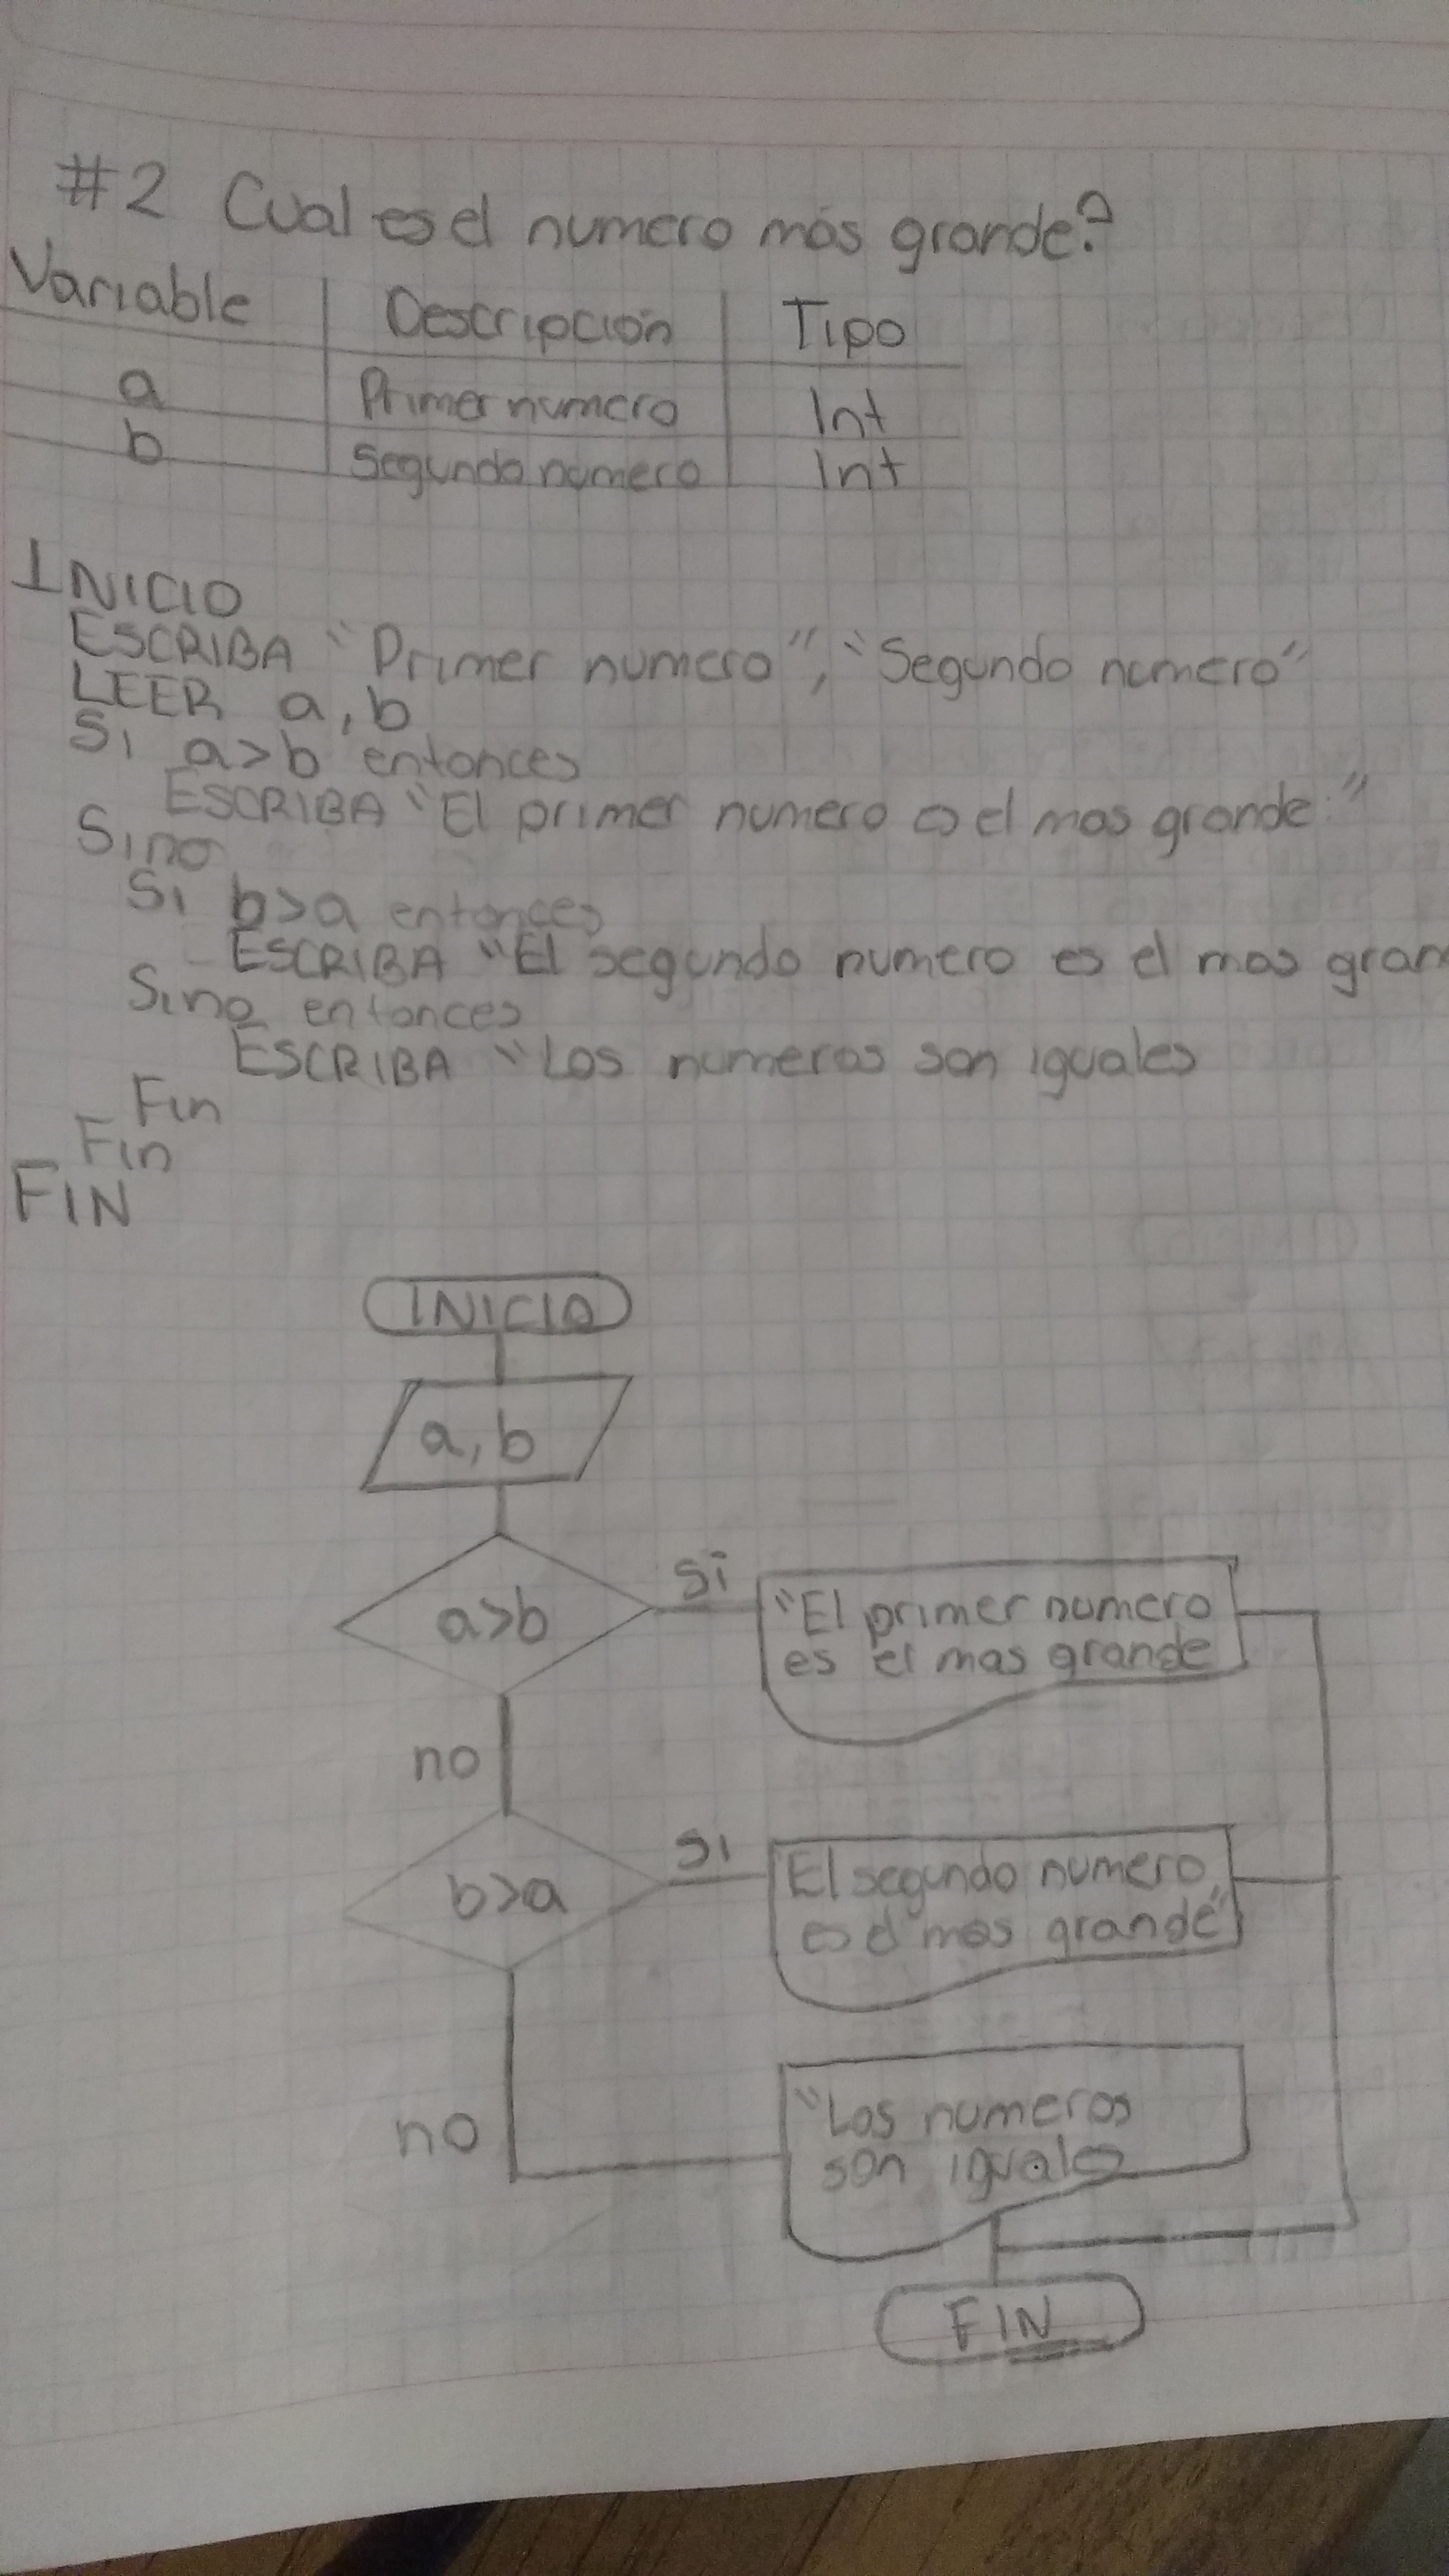 #2 Cual es el numero más grande?
Variable Descripción Tipo
a Primer numero Int
b Segundo numero Int
INICIO
ESCRIBA "Primer numero", "Segundo numero"
LEER a, b
Si a>b entonces
ESCRIBA "El primer numero es el mas grande."
Sino
Si b>a entonces
ESCRIBA "El segundo numero es el mas gran
Sino entonces
ESCRIBA "Los numeros son iguales
Fin
Fin
FIN
INICIO
a, b
a>b
si
"El primer numero
es el mas grande
no
b>a
si
El segundo numero
es el mas grande"
no
"Los numeros
son iguales
FIN